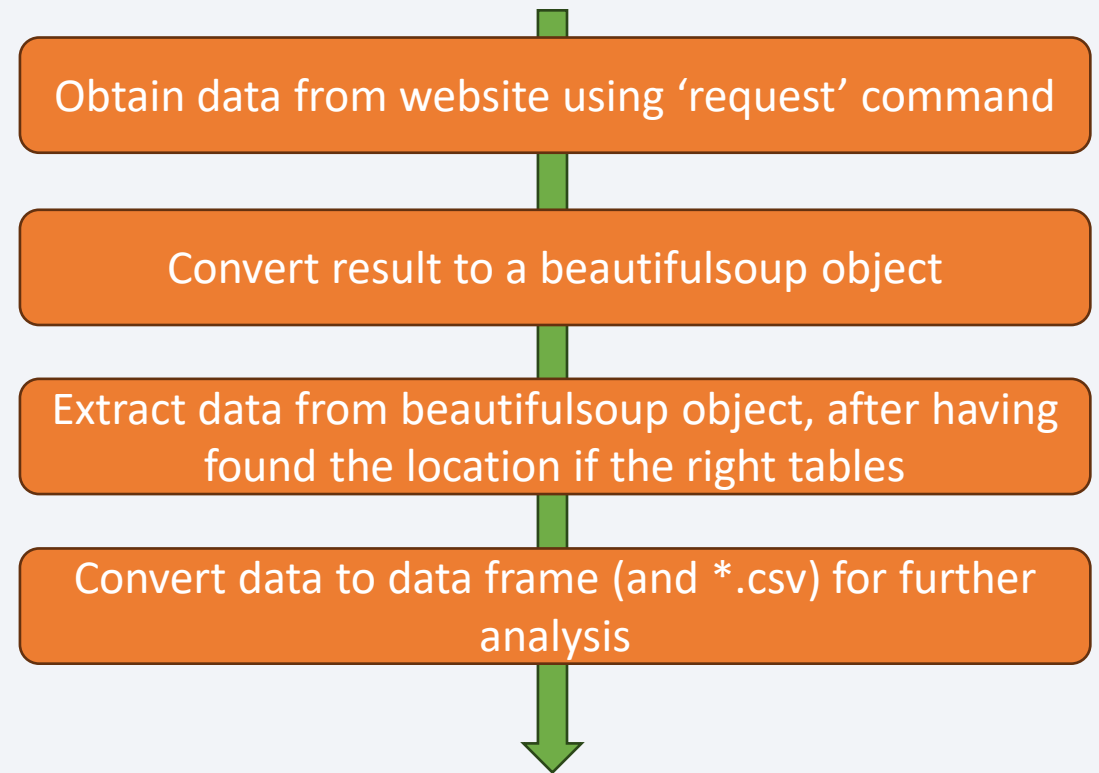 Obtain data from website using ‘request’ command
Convert result to a beautifulsoup object
Extract data from beautifulsoup object, after having
found the location if the right tables
Convert data to data frame (and *.csv) for further
analysis